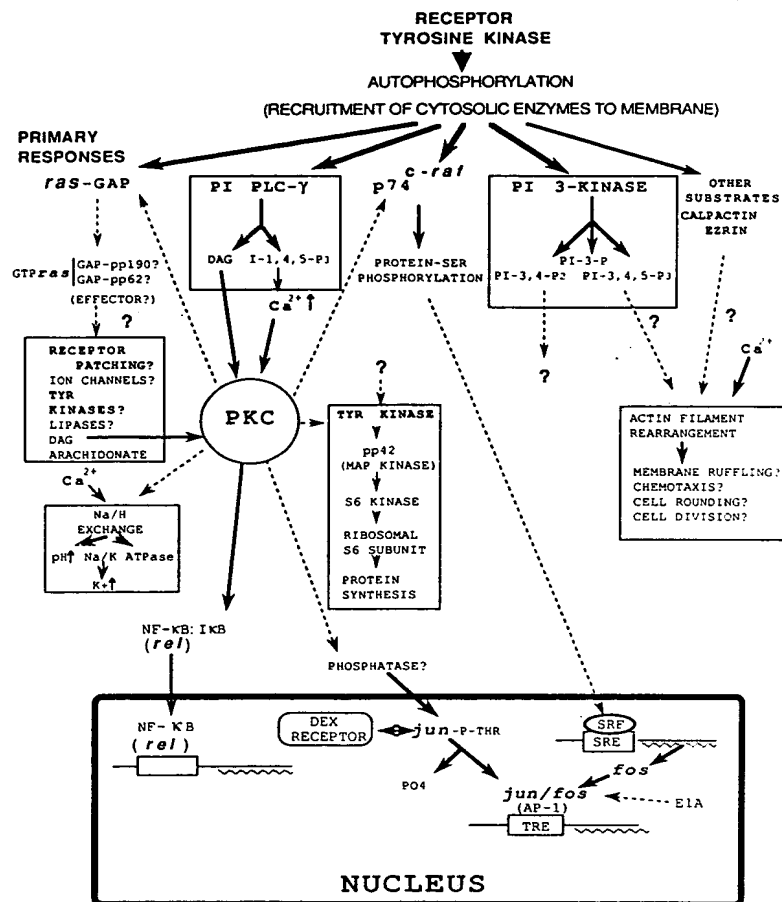 RECEPTOR
TYROSINE KINASE
AUTOPHOSPHORYLATION
(RECRUITMENT OF CYTOSOLIC ENZYMES TO MEMBRANE)
PRIMARY
RESPONSES
ras-GAP
PI PLC-γ
c-raf
p74
PI 3-KINASE
OTHER
SUBSTRATES
CALPACTIN
EZRIN
DAG I-1,4,5-P3
Ca2+↑
PROTEIN-SER
PHOSPHORYLATION
PI-3-P
PI-3,4-P2 PI-3,4,5-P3
GTPras
GAP-pp190?
GAP-pp62?
(EFFECTOR?)
?
?
?
?
Ca2+
RECEPTOR
PATCHING?
ION CHANNELS?
TYR
KINASES?
LIPASES?
DAG
ARACHIDONATE
PKC
?
TYR KINASE
pp42
(MAP KINASE)
S6 KINASE
RIBOSOMAL
S6 SUBUNIT
PROTEIN
SYNTHESIS
ACTIN FILAMENT
REARRANGEMENT
MEMBRANE RUFFLING?
CHEMOTAXIS?
CELL ROUNDING?
CELL DIVISION?
Ca2+
Na/H
EXCHANGE
pH↑ Na/K ATPase
K+↑
NF-KB:IKB
(rel)
PHOSPHATASE?
NF-KB
(rel)
DEX
RECEPTOR
jun-P-THR
PO4
SRF
SRE
fos
jun/fos
(AP-1)
E1A
TRE
NUCLEUS